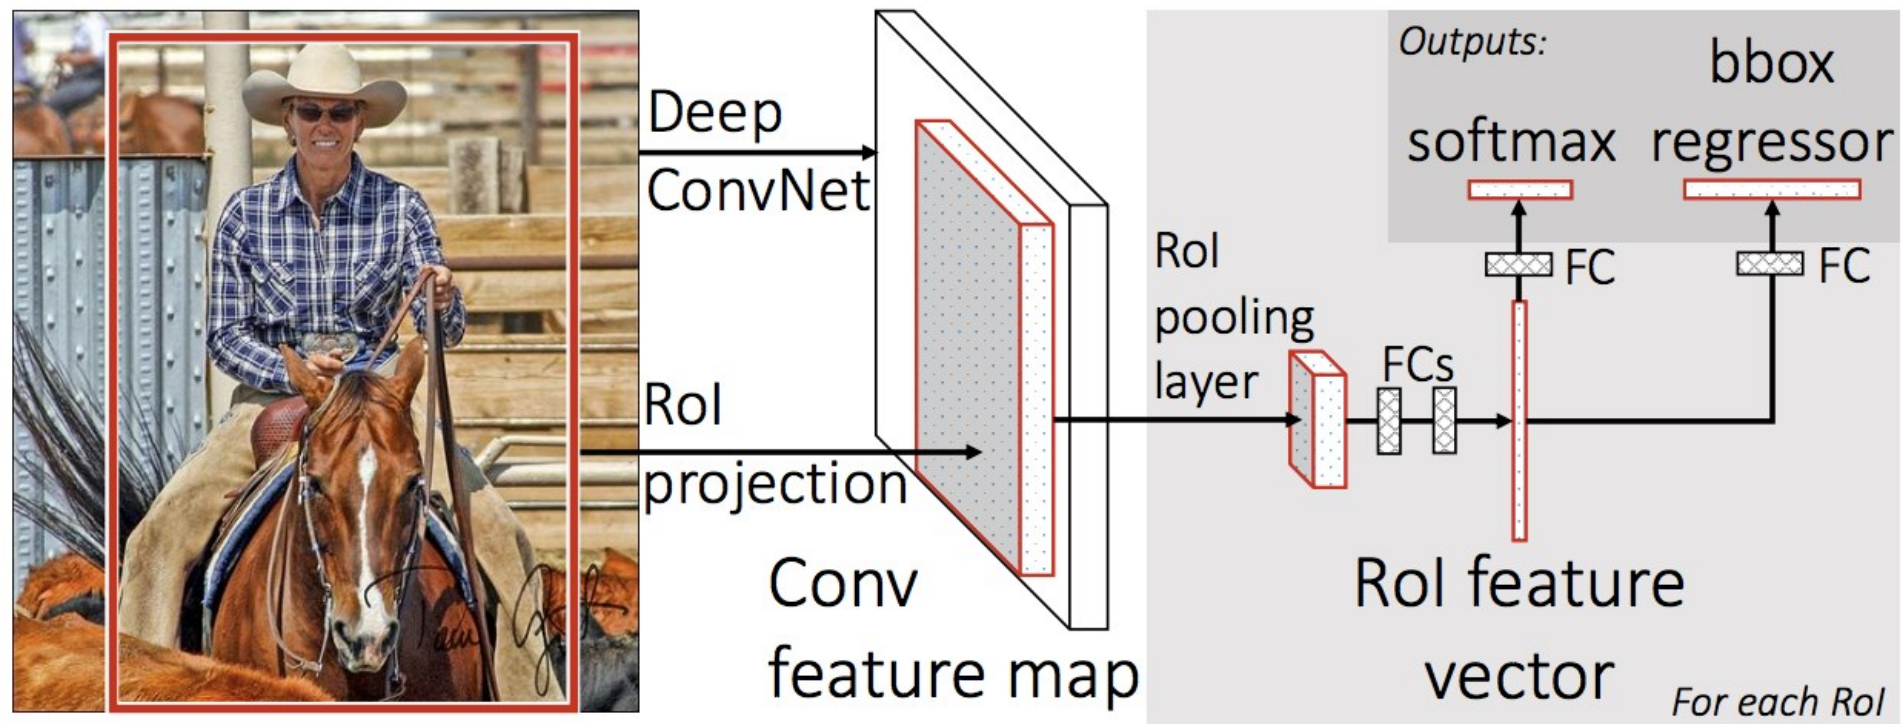 Deep
ConvNet
RoI
projection
Conv
feature map
RoI
pooling
layer
FCs
Outputs:
softmax
bbox
regressor
FC
FC
RoI feature
vector
For each RoI